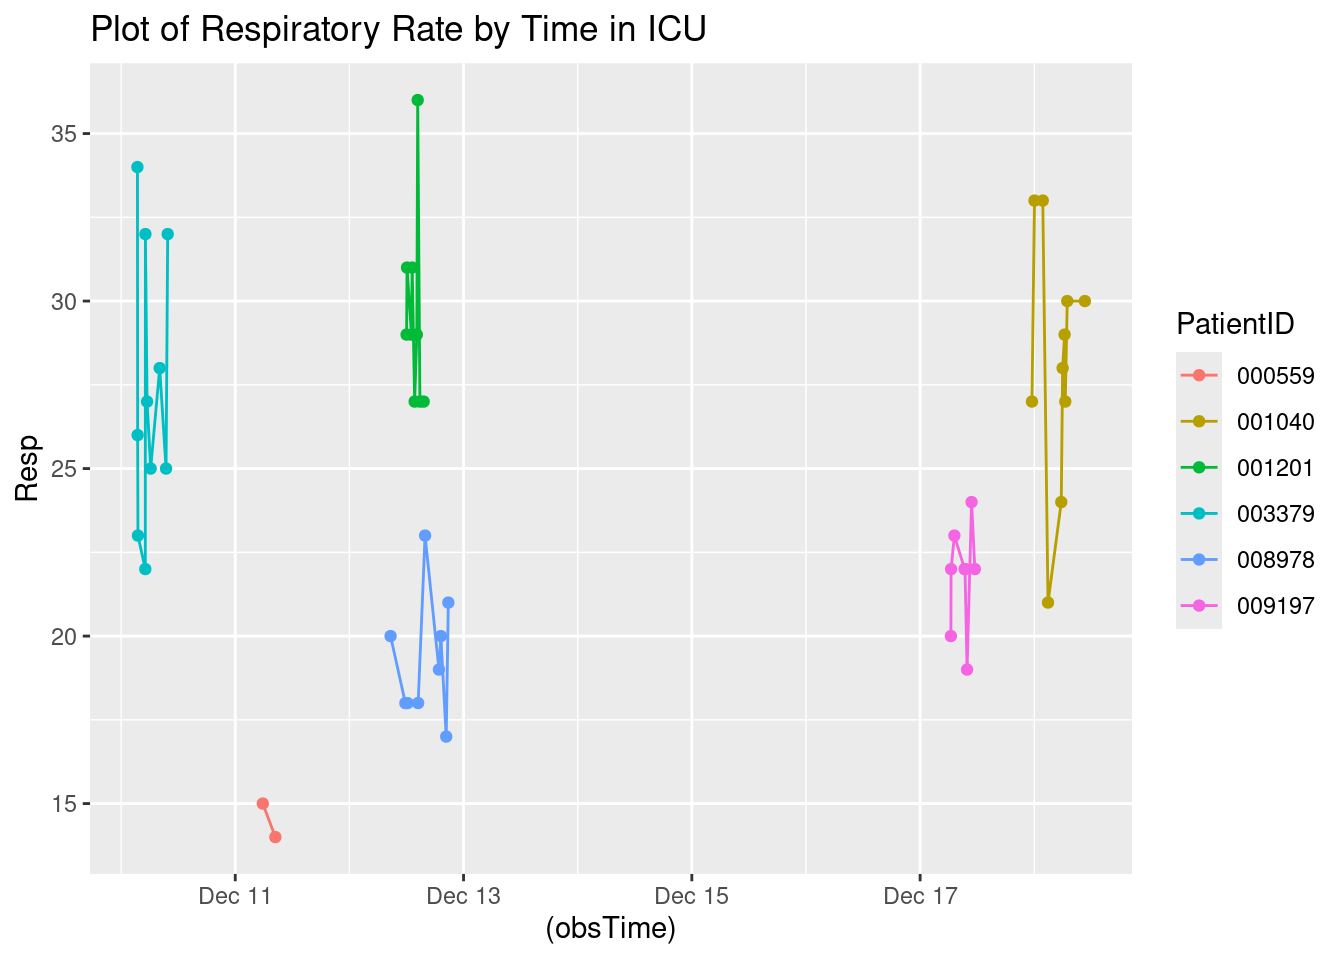 Plot of Respiratory Rate by Time in ICU
35
30
25
20
15
Resp
Dec 11
Dec 13
Dec 15
Dec 17
(obsTime)
PatientID
000559
001040
001201
003379
008978
009197